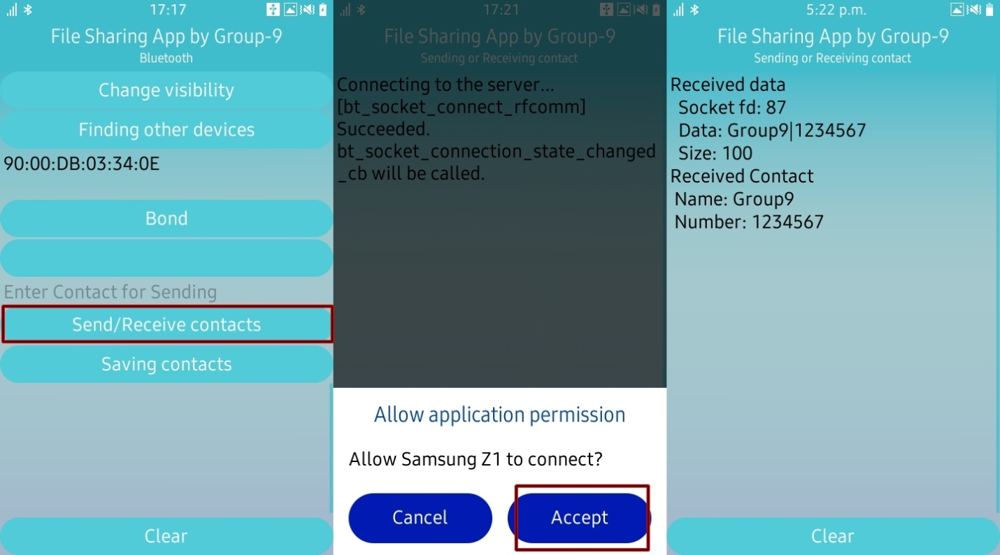 17:17
File Sharing App by Group-9
Bluetooth
Change visibility
Finding other devices
90:00:DB:03:34:0E
Bond
Enter Contact for Sending
Send/Receive contacts
Saving contacts
Clear
17:21
File Sharing App by Group-9
Sending or Receiving contact
Connecting to the server...
[bt_socket_connect_rfcomm]
Succeeded.
bt_socket_connection_state_changed
_cb will be called.
Allow application permission
Allow Samsung Z1 to connect?
Cancel
Accept
5:22 p.m.
File Sharing App by Group-9
Sending or Receiving contact
Received data
Socket fd: 87
Data: Group9|1234567
Size: 100
Received Contact
Name: Group9
Number: 1234567
Clear